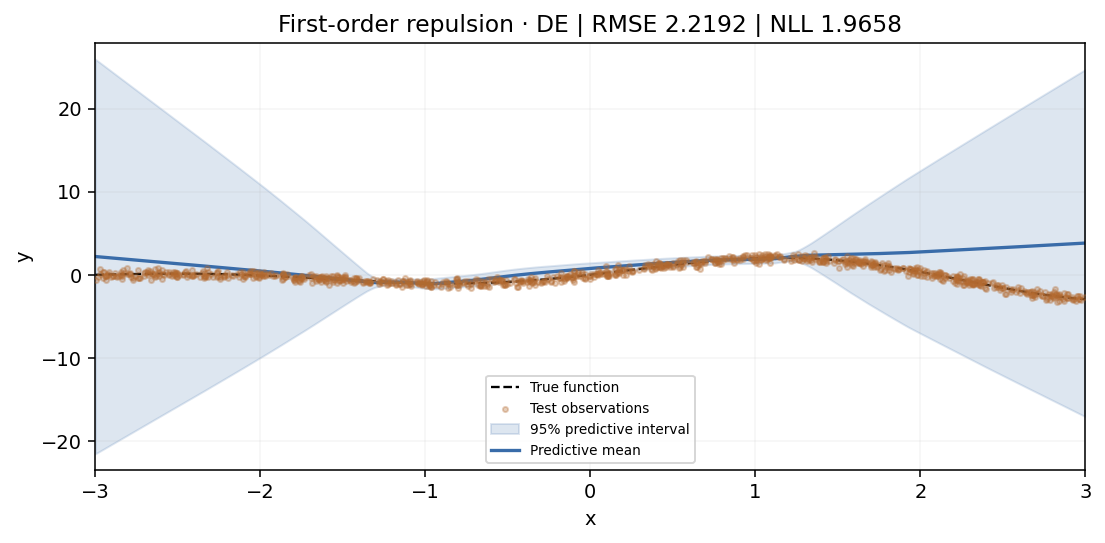 First-order repulsion · DE | RMSE 2.2192 | NLL 1.9658
y
20
10
0
−10
−20
True function
Test observations
95% predictive interval
Predictive mean
−3 −2 −1 0 1 2 3
x